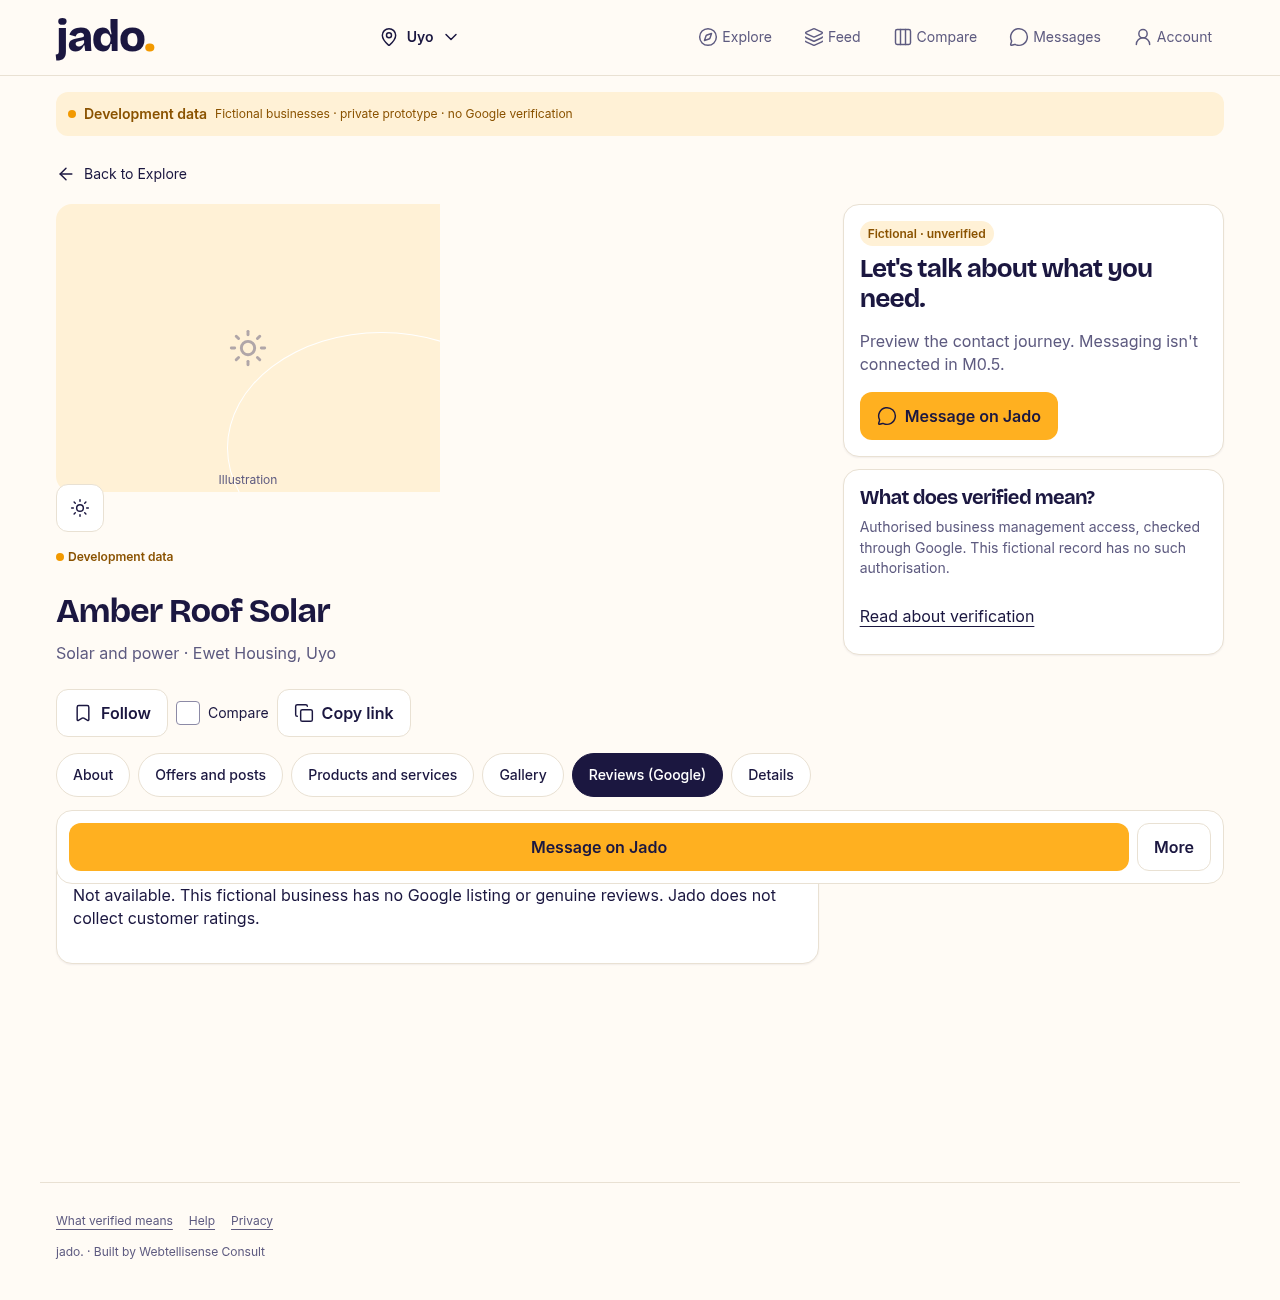 jado.
Uyo
Explore
Feed
Compare
Messages
Account
Development data Fictional businesses · private prototype · no Google verification
Back to Explore
Illustration
Development data
Amber Roof Solar
Solar and power · Ewet Housing, Uyo
Follow
Compare
Copy link
About
Offers and posts
Products and services
Gallery
Reviews (Google)
Details
Message on Jado
More
Not available. This fictional business has no Google listing or genuine reviews. Jado does not
collect customer ratings.
Fictional · unverified
Let's talk about what you
need.
Preview the contact journey. Messaging isn't
connected in M0.5.
Message on Jado
What does verified mean?
Authorised business management access, checked
through Google. This fictional record has no such
authorisation.
Read about verification
What verified means
Help
Privacy
jado. · Built by Webtellisense Consult